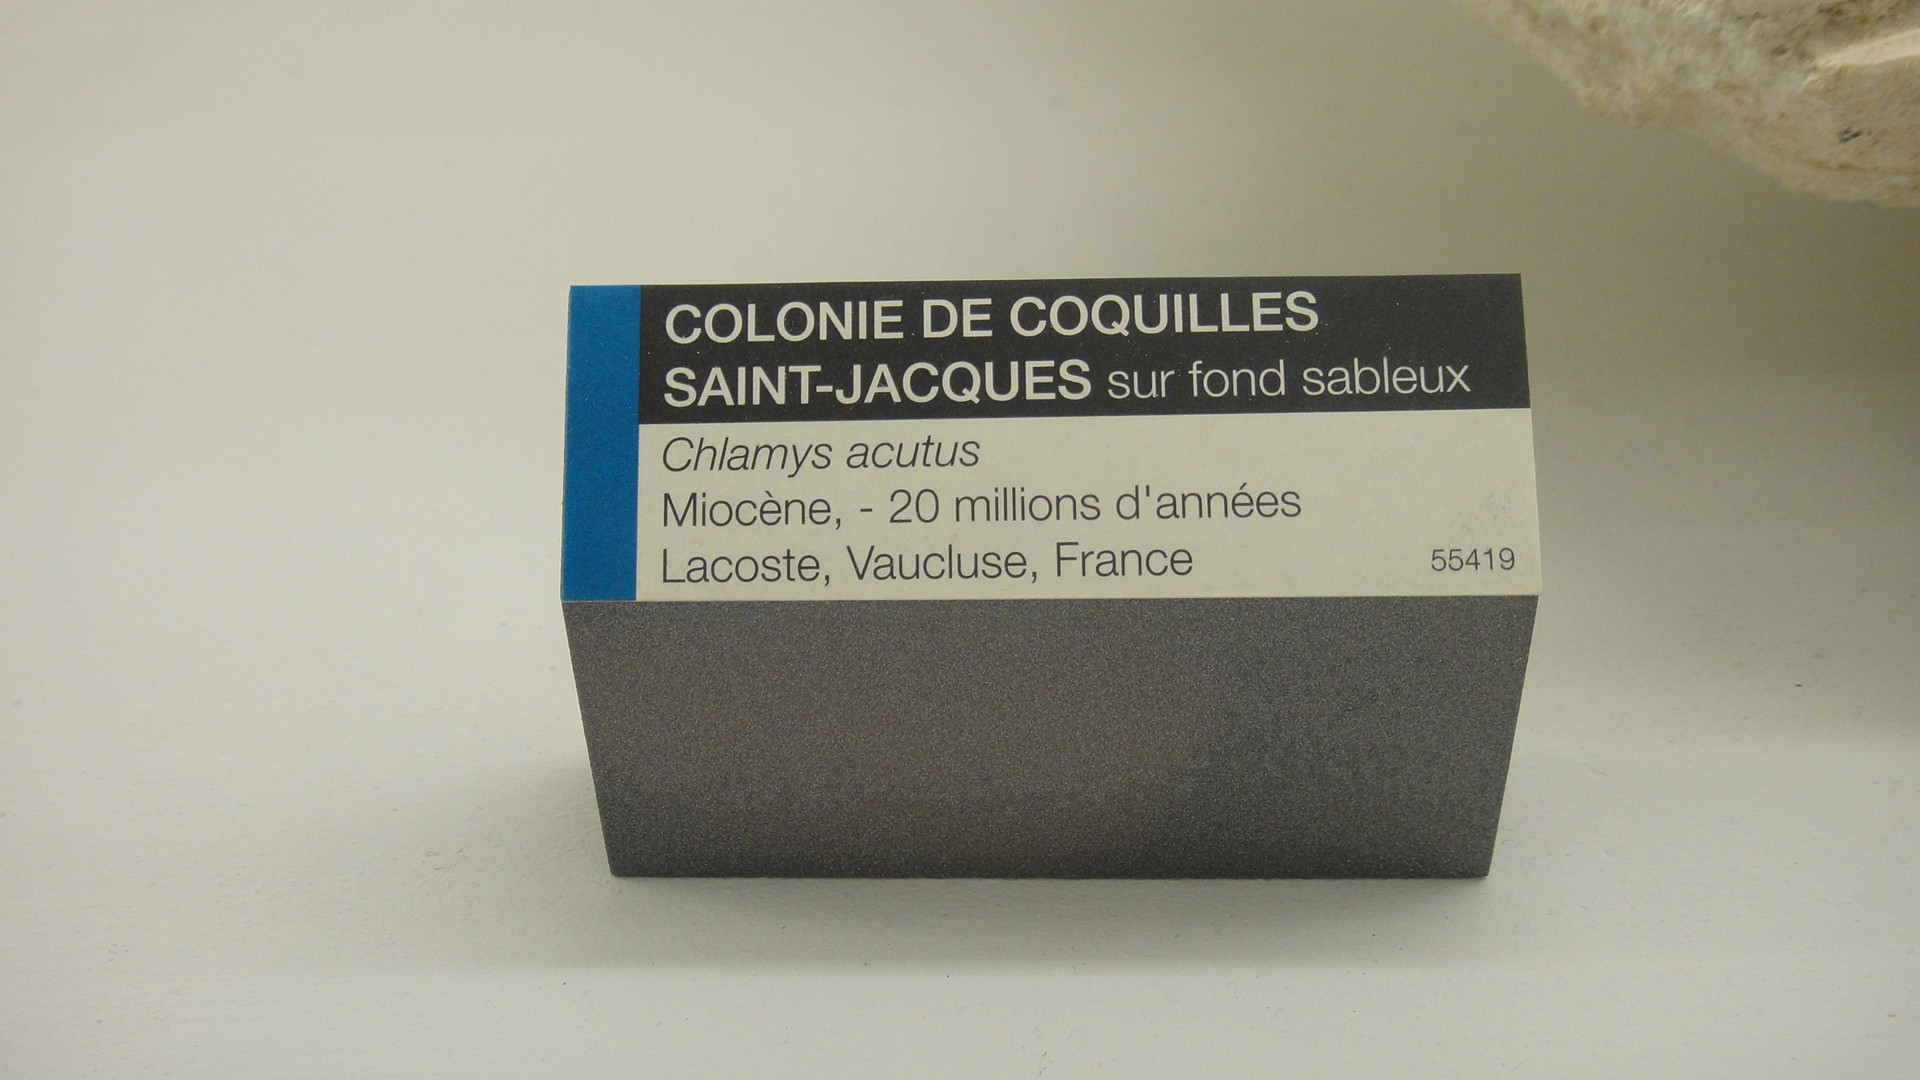 COLONIE DE COQUILLES
SAINT-JACQUES sur fond sableux
Chlamys acutus
Miocène, - 20 millions d'années
Lacoste, Vaucluse, France
55419